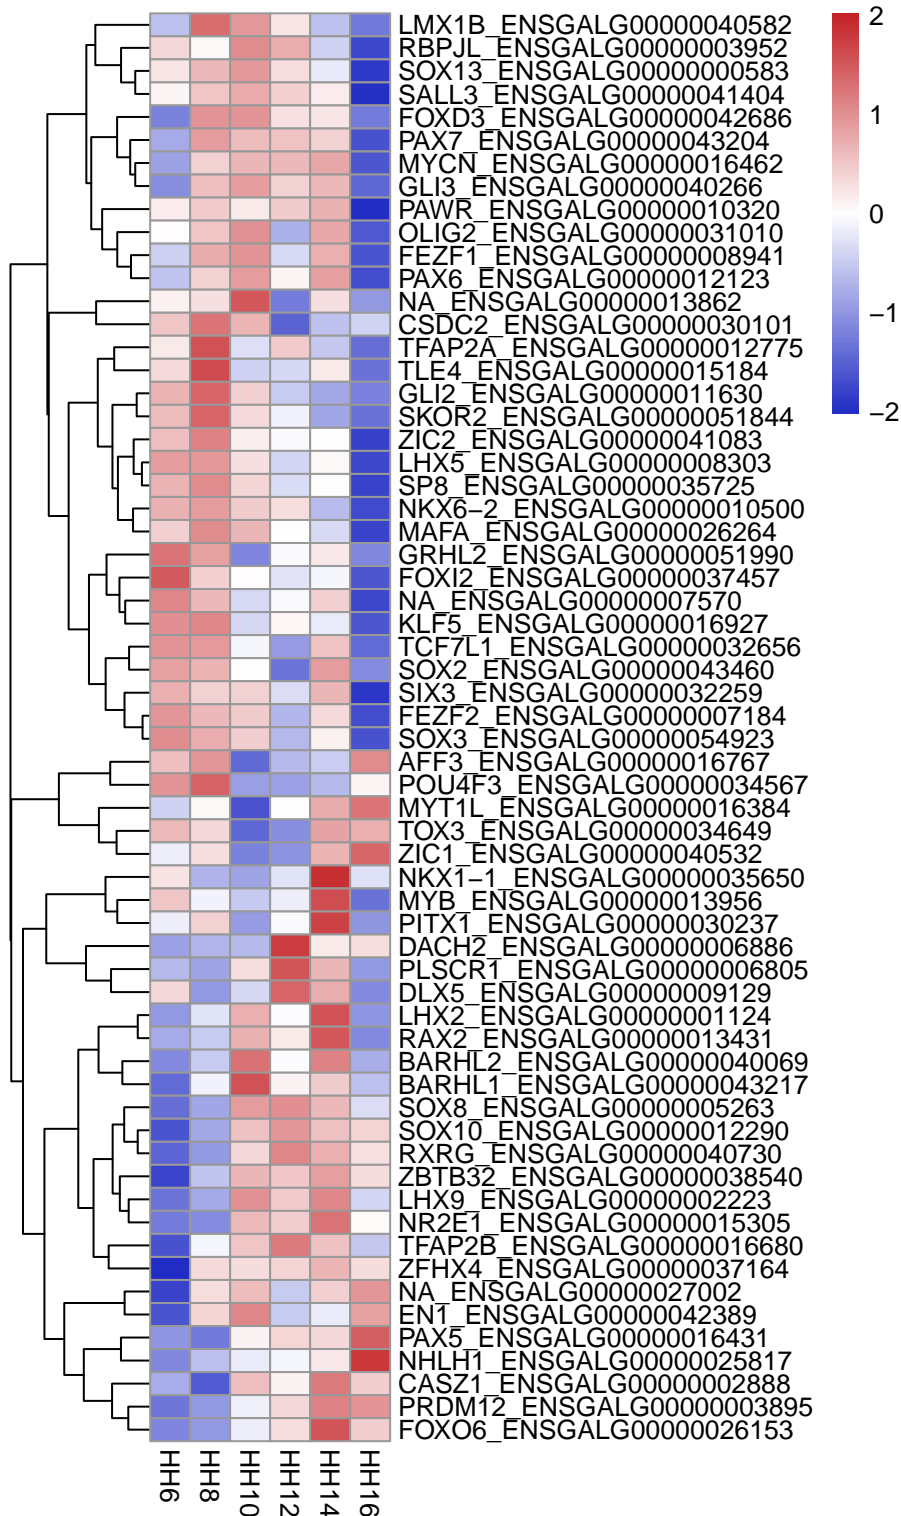 LMX1B_ENSGALG00000040582
RBPJL_ENSGALG00000003952
SOX13_ENSGALG00000000583
SALL3_ENSGALG00000041404
FOXD3_ENSGALG00000042686
PAX7_ENSGALG00000043204
MYCN_ENSGALG00000016462
GLI3_ENSGALG00000040266
PAWR_ENSGALG00000010320
OLIG2_ENSGALG00000031010
FEZF1_ENSGALG00000008941
PAX6_ENSGALG00000012123
NA_ENSGALG00000013862
CSDC2_ENSGALG00000030101
TFAP2A_ENSGALG00000012775
TLE4_ENSGALG00000015184
GLI2_ENSGALG00000011630
SKOR2_ENSGALG00000051844
ZIC2_ENSGALG00000041083
LHX5_ENSGALG00000008303
SP8_ENSGALG00000035725
NKX6−2_ENSGALG00000010500
MAFA_ENSGALG00000026264
GRHL2_ENSGALG00000051990
FOXI2_ENSGALG00000037457
NA_ENSGALG00000007570
KLF5_ENSGALG00000016927
TCF7L1_ENSGALG00000032656
SOX2_ENSGALG00000043460
SIX3_ENSGALG00000032259
FEZF2_ENSGALG00000007184
SOX3_ENSGALG00000054923
AFF3_ENSGALG00000016767
POU4F3_ENSGALG00000034567
MYT1L_ENSGALG00000016384
TOX3_ENSGALG00000034649
ZIC1_ENSGALG00000040532
NKX1−1_ENSGALG00000035650
MYB_ENSGALG00000013956
PITX1_ENSGALG00000030237
DACH2_ENSGALG00000006886
PLSCR1_ENSGALG00000006805
DLX5_ENSGALG00000009129
LHX2_ENSGALG00000001124
RAX2_ENSGALG00000013431
BARHL2_ENSGALG00000040069
BARHL1_ENSGALG00000043217
SOX8_ENSGALG00000005263
SOX10_ENSGALG00000012290
RXRG_ENSGALG00000040730
ZBTB32_ENSGALG00000038540
LHX9_ENSGALG00000002223
NR2E1_ENSGALG00000015305
TFAP2B_ENSGALG00000016680
ZFHX4_ENSGALG00000037164
NA_ENSGALG00000027002
EN1_ENSGALG00000042389
PAX5_ENSGALG00000016431
NHLH1_ENSGALG00000025817
CASZ1_ENSGALG00000002888
PRDM12_ENSGALG00000003895
FOXO6_ENSGALG00000026153
HH6
HH8
HH10
HH12
HH14
HH16
2
1
0
−1
−2